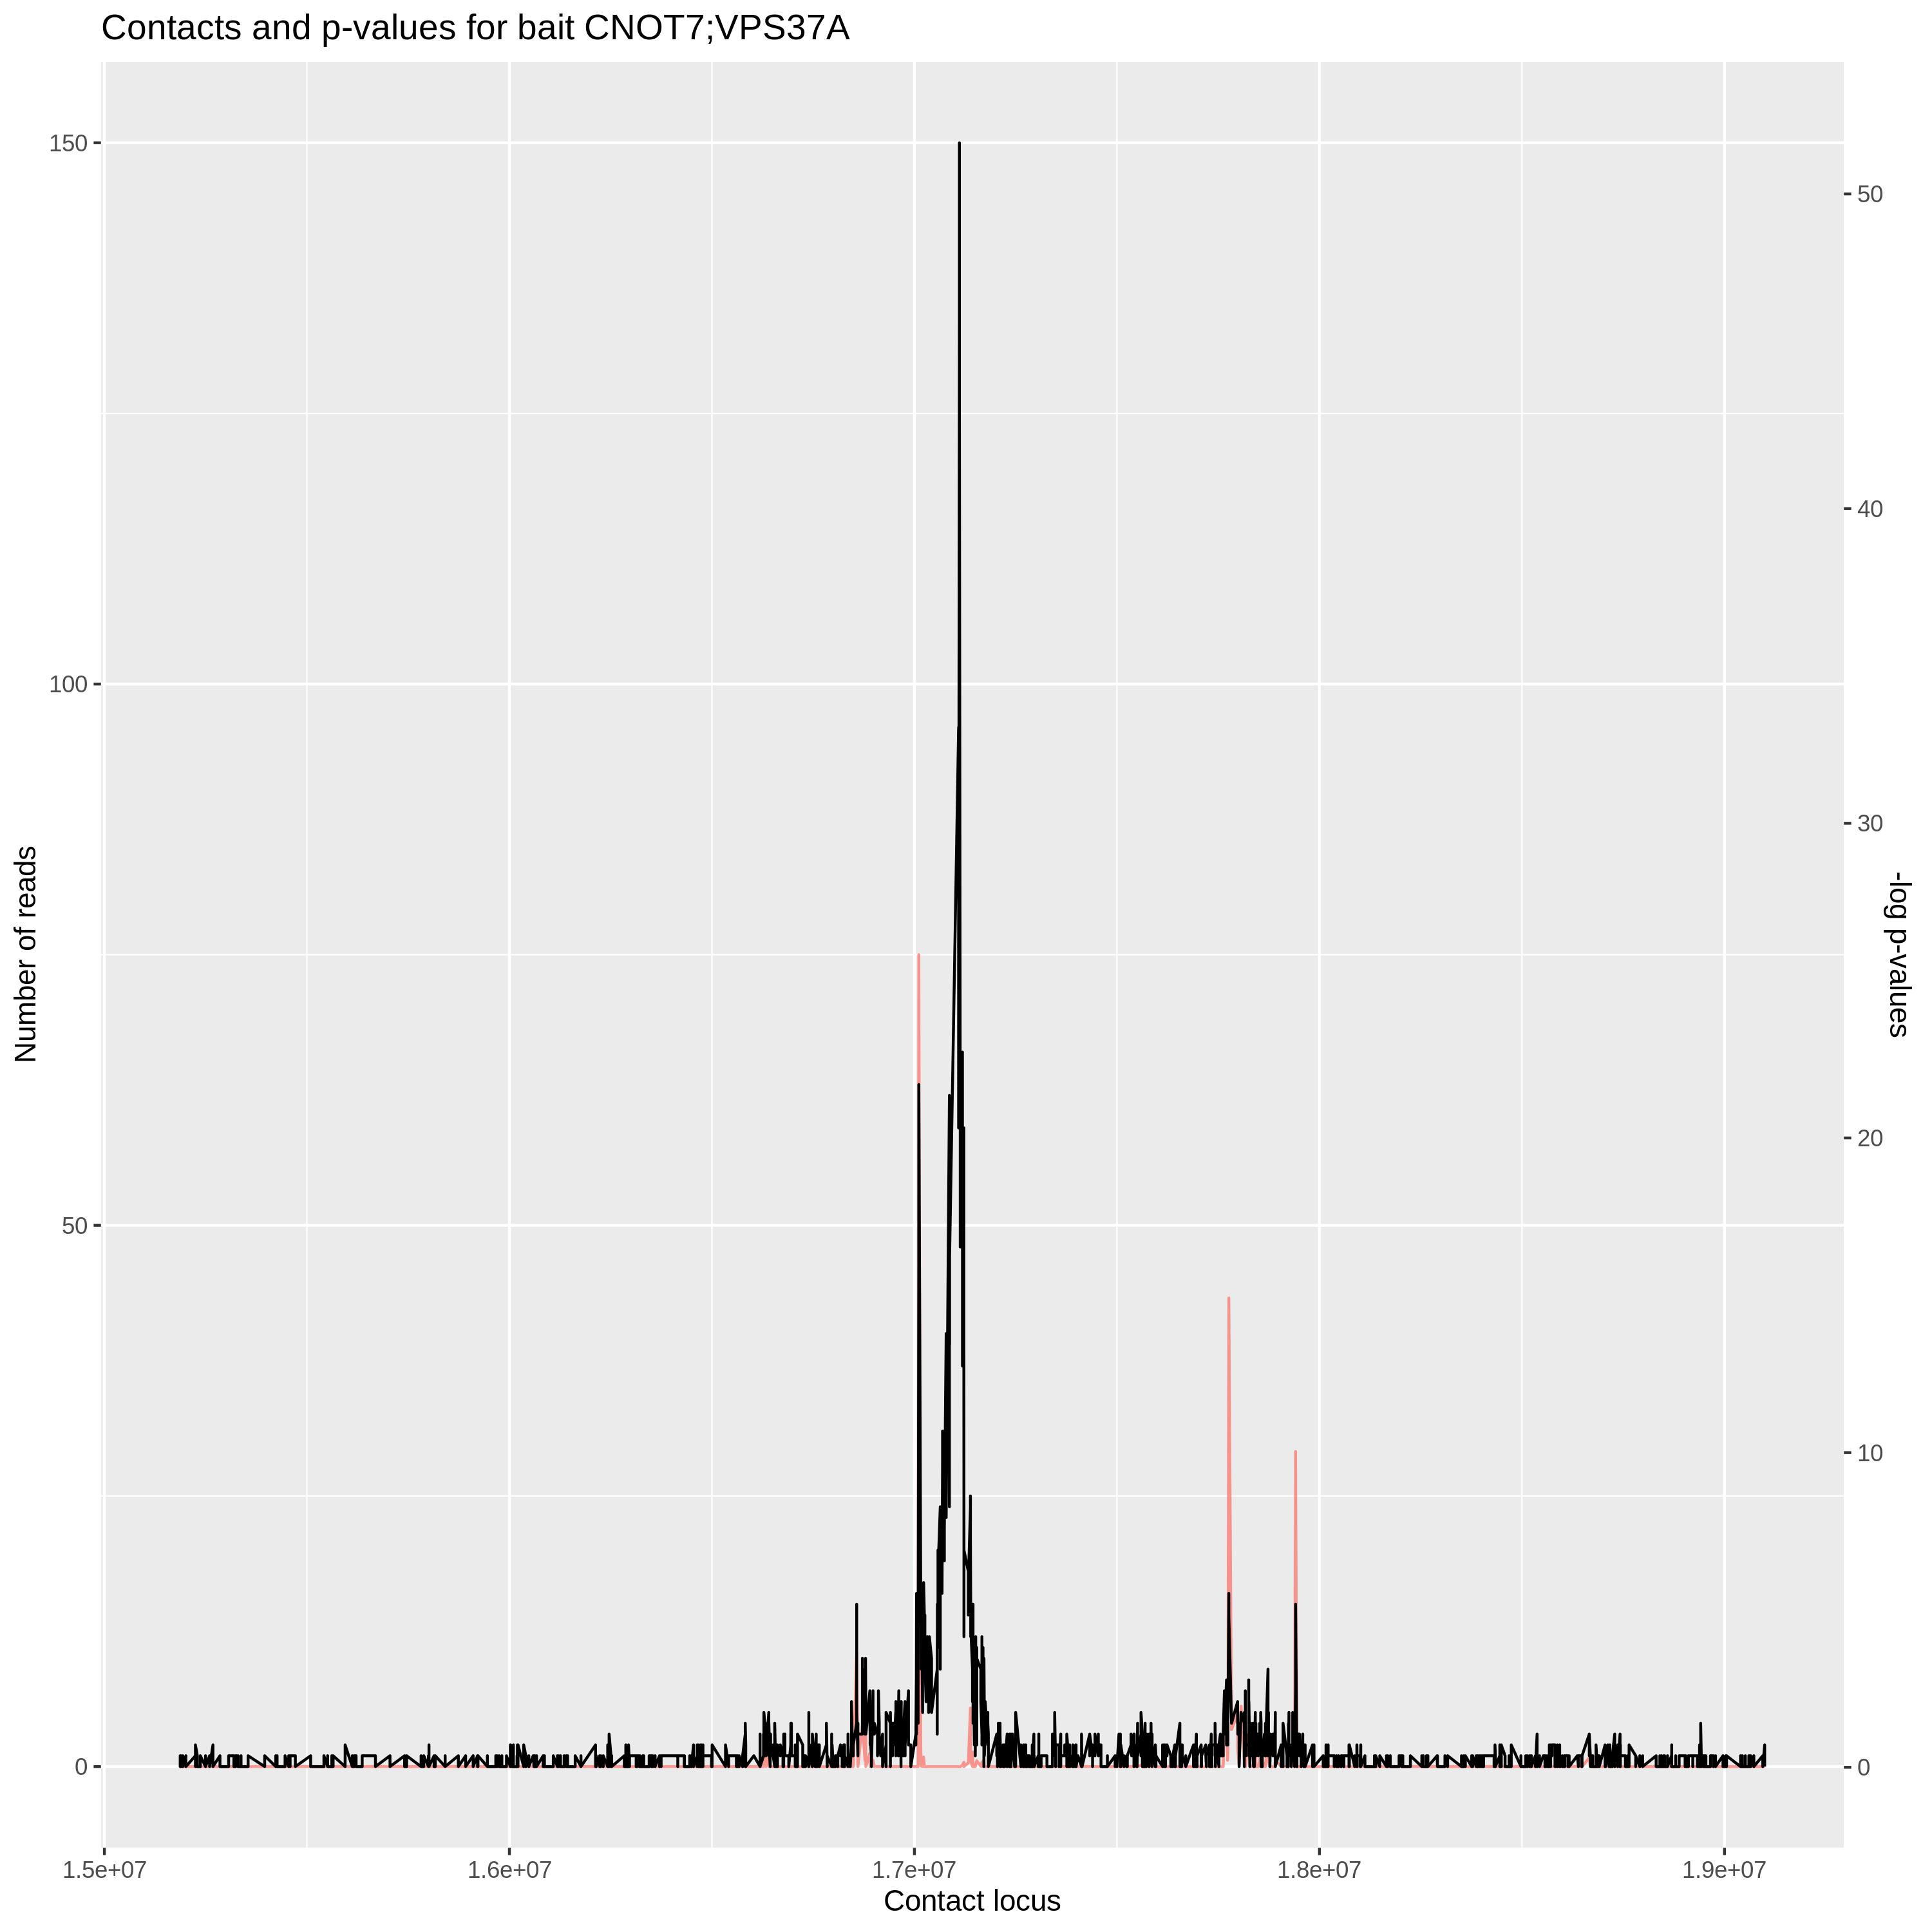 Contacts and p-values for bait CNOT7;VPS37A
150
100
50
0
Number of reads
50
40
30
20
10
0
-log p-values
1.5e+07
1.6e+07
1.7e+07
1.8e+07
1.9e+07
Contact locus